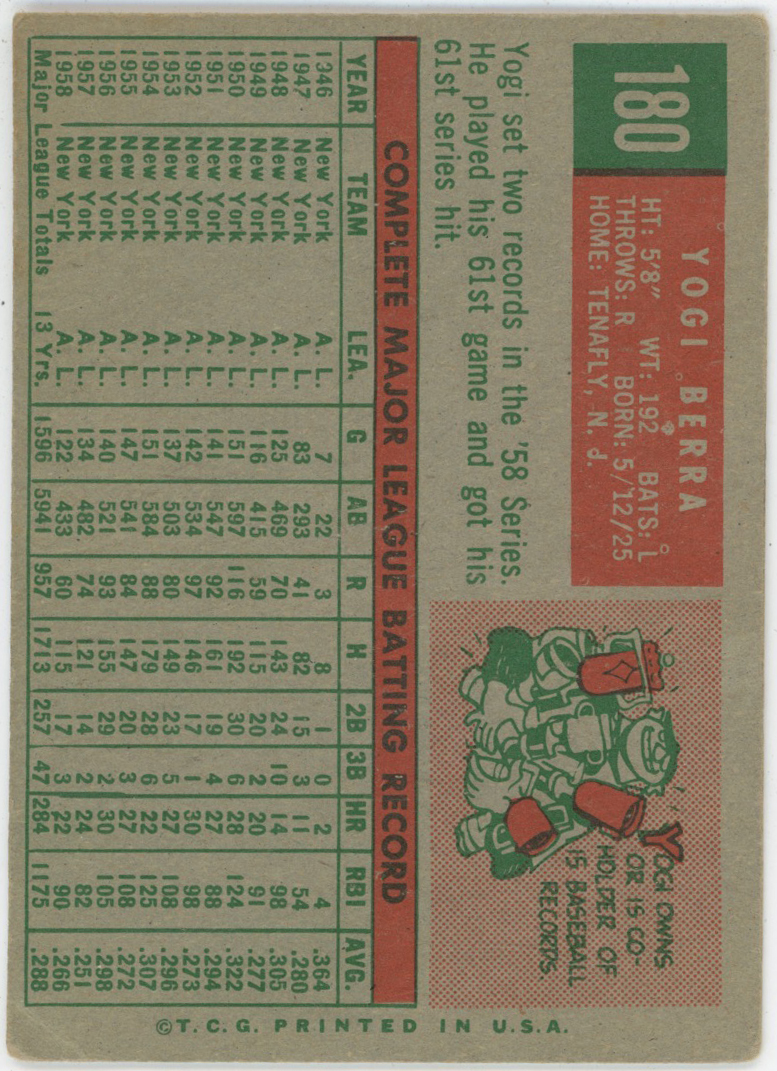 180
YOGI BERRA
HT: 5'8" WT: 192 BATS: L
THROWS: R BORN: 5/12/25
HOME: TENAFLY, N. J.
Yogi set two records in the '58 Series.
He played his 61st game and got his
61st series hit.
YOGI OWNS
OR IS CO-
HOLDER OF
15 BASEBALL
RECORDS.
COMPLETE MAJOR LEAGUE BATTING RECORD
YEAR TEAM LEA. G AB R H 2B 3B HR RBI AVG.
1946 New York A. L. 7 22 3 8 1 0 2 4 .364
1947 New York A. L. 83 293 41 82 15 3 11 54 .280
1948 New York A. L. 125 469 70 143 24 10 14 98 .305
1949 New York A. L. 116 415 59 115 20 2 20 91 .277
1950 New York A. L. 151 597 116 192 30 6 28 124 .322
1951 New York A. L. 141 547 92 161 19 4 27 88 .294
1952 New York A. L. 142 534 97 146 17 1 30 98 .273
1953 New York A. L. 137 503 80 149 23 5 27 108 .296
1954 New York A. L. 151 584 88 179 28 6 22 125 .307
1955 New York A. L. 147 541 84 147 20 3 27 108 .272
1956 New York A. L. 140 521 93 155 29 2 30 105 .298
1957 New York A. L. 134 482 74 121 14 2 24 82 .251
1958 New York A. L. 122 433 60 115 17 3 22 90 .266
Major League Totals 13 Yrs. 1596 5941 957 1713 257 47 284 1175 .288
©T. C. G. PRINTED IN U.S.A.